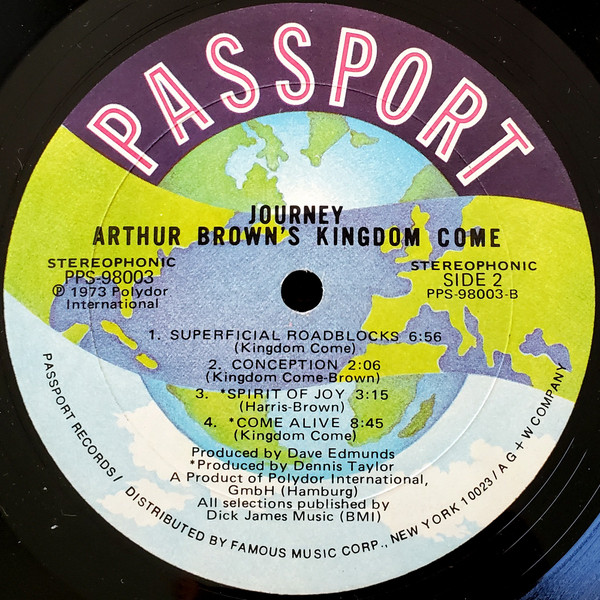 PASSPORT
JOURNEY
ARTHUR BROWN'S KINGDOM COME
STEREOPHONIC
PPS-98003
℗ 1973 Polydor
International
STEREOPHONIC
SIDE 2
PPS-98003-B
1. SUPERFICIAL ROADBLOCKS 6:56
(Kingdom Come)
2. CONCEPTION 2:06
(Kingdom Come-Brown)
3. *SPIRIT OF JOY 3:15
(Harris-Brown)
4. *COME ALIVE 8:45
(Kingdom Come)
Produced by Dave Edmunds
*Produced by Dennis Taylor
A Product of Polydor International,
GmbH (Hamburg)
All selections published by
Dick James Music (BMI)
PASSPORT RECORDS/ DISTRIBUTED BY FAMOUS MUSIC CORP., NEW YORK 10023/A G+W COMPANY